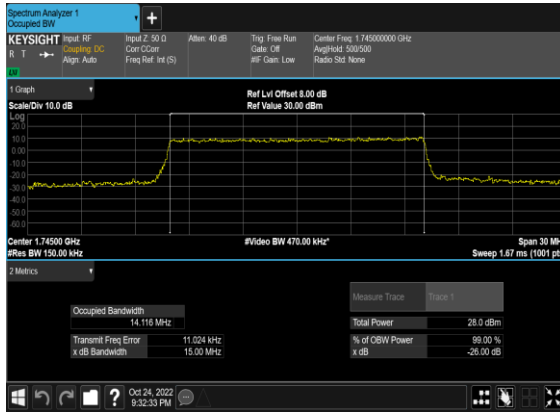 Spectrum Analyzer 1
Occupied BW
+
KEYSIGHT Input: RF Input Z: 50 Ω Atten: 40 dB Trig: Free Run Center Freq: 1.745000000 GHz
R T Coupling: DC Corr CCorr Gate: Off Avg|Hold: 500/500
Align: Auto Freq Ref: Int (S) #IF Gain: Low Radio Std: None
1 Graph
Ref Lvl Offset 8.00 dB
Scale/Div 10.0 dB Ref Value 30.00 dBm
Log
20.0
10.0
0.00
-10.0
-20.0
-30.0
-40.0
-50.0
-60.0
Center 1.74500 GHz #Video BW 470.00 kHz* Span 30 MH
#Res BW 150.00 kHz Sweep 1.67 ms (1001 pts
2 Metrics
Measure Trace Trace 1
Occupied Bandwidth
14.116 MHz Total Power 28.0 dBm
Transmit Freq Error 11.024 kHz % of OBW Power 99.00 %
x dB Bandwidth 15.00 MHz x dB -26.00 dB
? Oct 24, 2022
9:32:33 PM